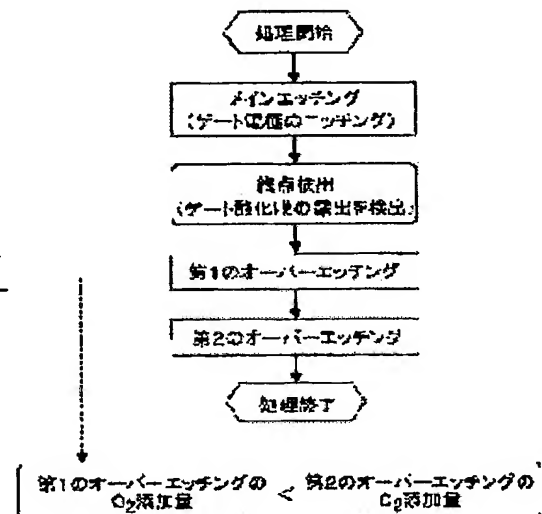 処理開始
メインエッチング
(ゲート電極のエッチング)
終点検出
(ゲート酸化膜の露出を検出)
第1のオーバーエッチング
第2のオーバーエッチング
処理終了
第1のオーバーエッチングの < 第2のオーバーエッチングの
O₂添加量 O₂添加量